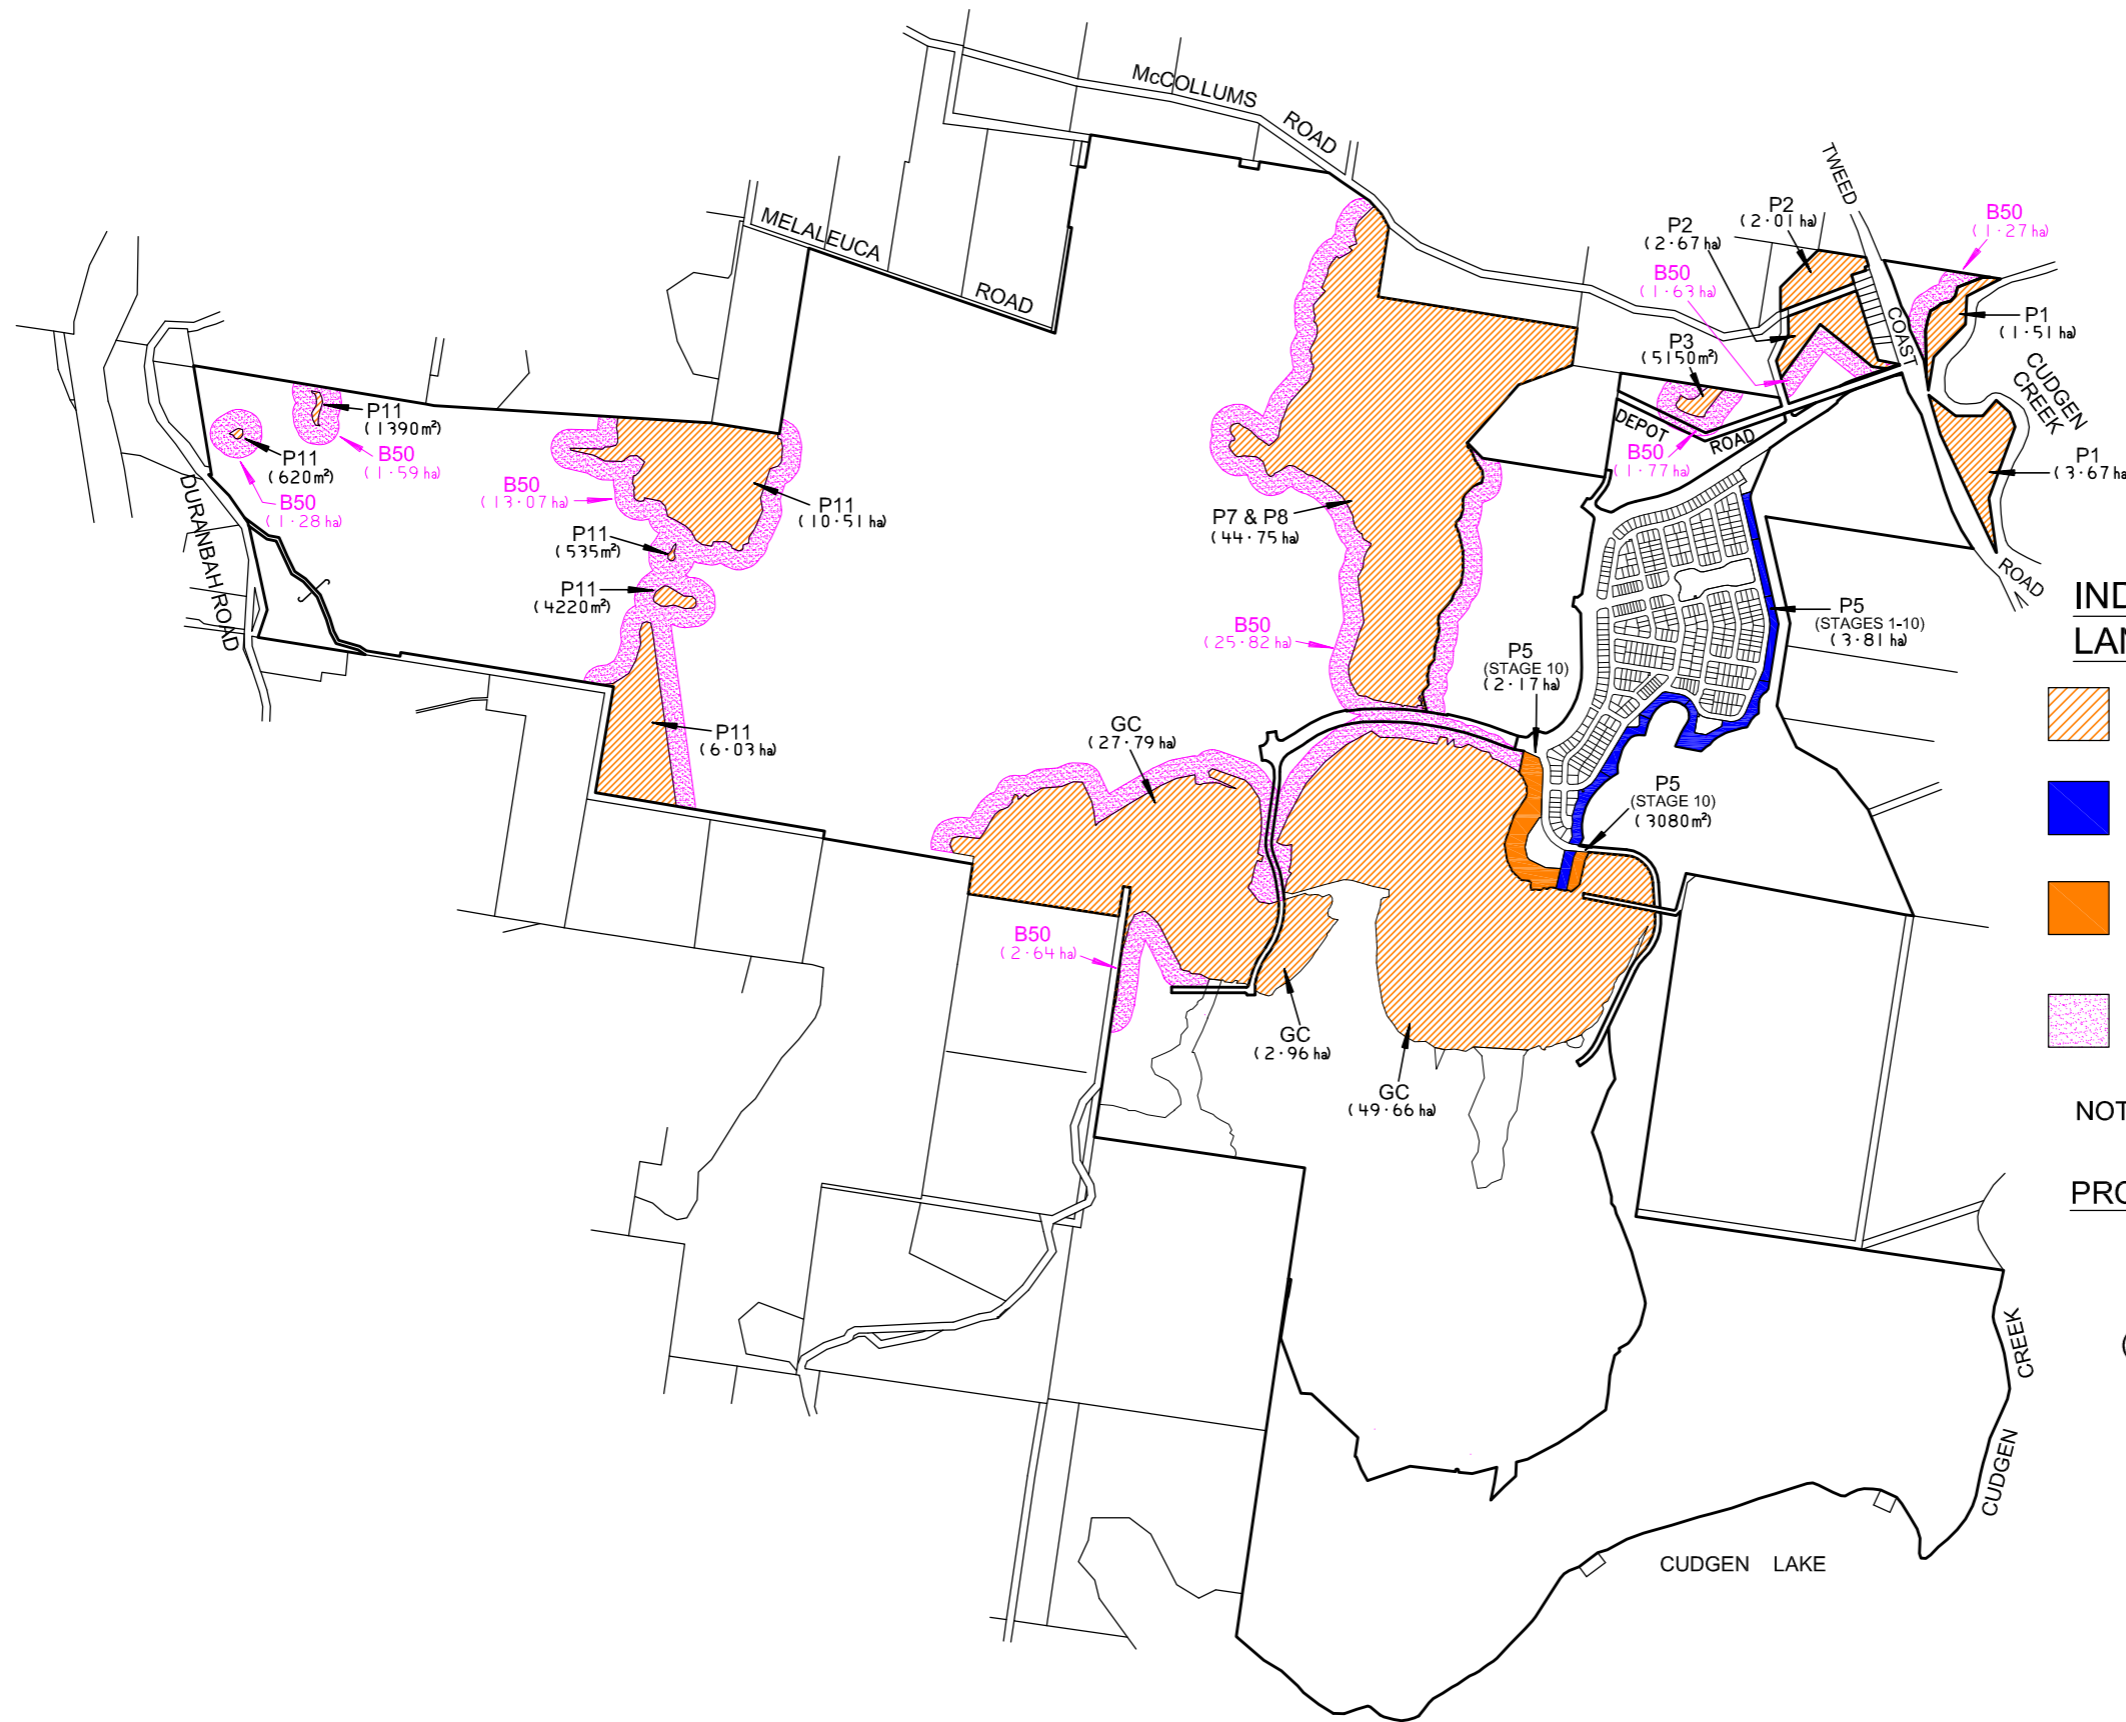 McCOLLUMS
ROAD
MELALEUCA
ROAD
TWEED
COAST
ROAD
P2
(2·01 ha)
P2
(2·67 ha)
B50
(1·63 ha)
B50
(1·27 ha)
P1
(1·51 ha)
CUDGEN
CREEK
P3
(5150m²)
DEPOT
ROAD
B50
(1·77 ha)
P1
(3·67 ha
P11
(1390m²)
P11
(620m²)
B50
(1·59 ha)
B50
(1·28 ha)
DURANBAH ROAD
B50
(13·07 ha)
P11
(10·51 ha)
P11
(535m²)
P11
(4220m²)
P11
(6·03 ha)
P7 & P8
(44·75 ha)
B50
(25·82 ha)
P5
(STAGES 1-10)
(3·81 ha)
P5
(STAGE 10)
(2·17 ha)
P5
(STAGE 10)
(3080m²)
GC
(27·79 ha)
B50
(2·64 ha)
GC
(2·96 ha)
GC
(49·66 ha)
IND
LAN
NOT
PRO
(
CUDGEN CREEK
CUDGEN LAKE